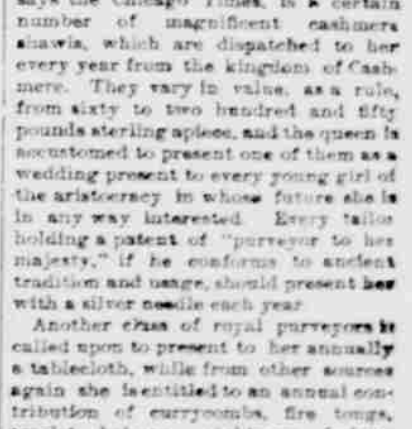 says the Chicago Times, is a certain
number of magnificent cashmere
shawls, which are dispatched to her
every year from the kingdom of Cash-
mere. They vary in value, as a rule,
from sixty to two hundred and fifty
pounds sterling apiece, and the queen is
accustomed to present one of them as a
wedding present to every young girl of
the aristocracy in whose future she is
in any way interested. Every tailor
holding a patent of "purveyor to her
majesty," if he conforms to ancient
tradition and usage, should present her
with a silver needle each year
Another class of royal purveyors is
called upon to present to her annually
a tablecloth, while from other sources
again she is entitled to an annual con-
tribution of currycombs, fire tongs,